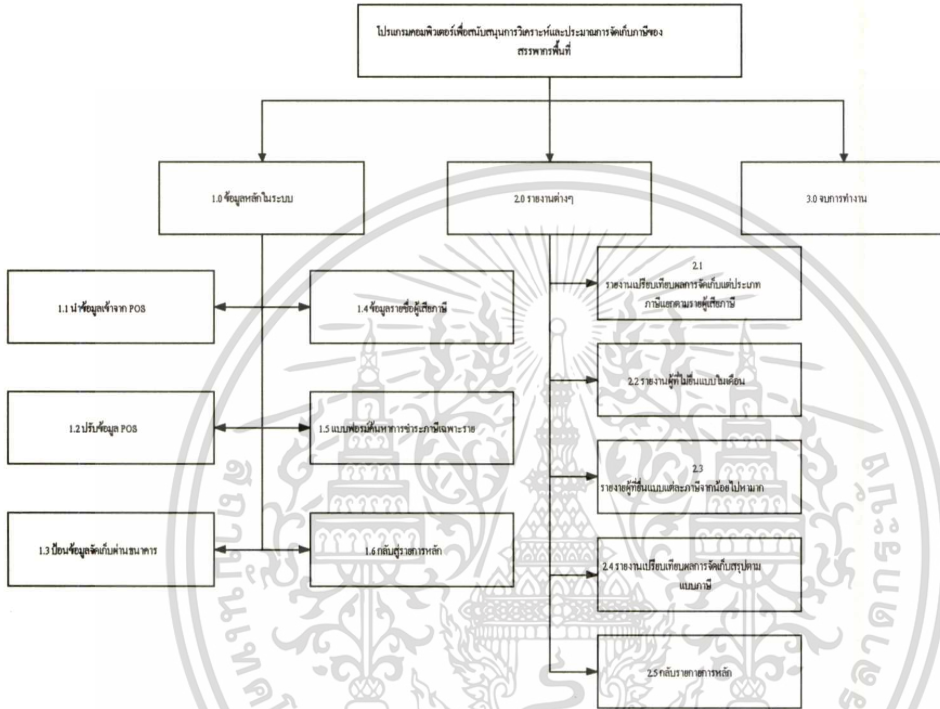 โปรแกรมคอมพิวเตอร์เพื่อสนับสนุนการวิเคราะห์และประมาณการจัดเก็บภาษีของ
สรรพากรพื้นที่
1.0 ข้อมูลหลักในระบบ
2.0 รายงานต่างๆ
3.0 จบการทำงาน
1.1 นำข้อมูลเข้าจาก POS
1.4 ข้อมูลรายชื่อผู้เสียภาษี
1.2 ปรับข้อมูล POS
1.5 แบบฟอร์มค้นหาการชำระภาษีเฉพาะราย
1.3 ป้อนข้อมูลจัดเก็บผ่านธนาคาร
1.6 กลับสู่รายการหลัก
2.1
รายงานเปรียบเทียบผลการจัดเก็บแต่ประเภท
ภาษีแยกตามรายผู้เสียภาษี
2.2 รายงานผู้ที่ไม่ยื่นแบบในเดือน
2.3
รายงายผู้ที่ยื่นแบบแต่ละภาษีจากน้อยไปหามาก
2.4 รายงานเปรียบเทียบผลการจัดเก็บสรุปตาม
แบบภาษี
2.5 กลับรายกายการหลัก